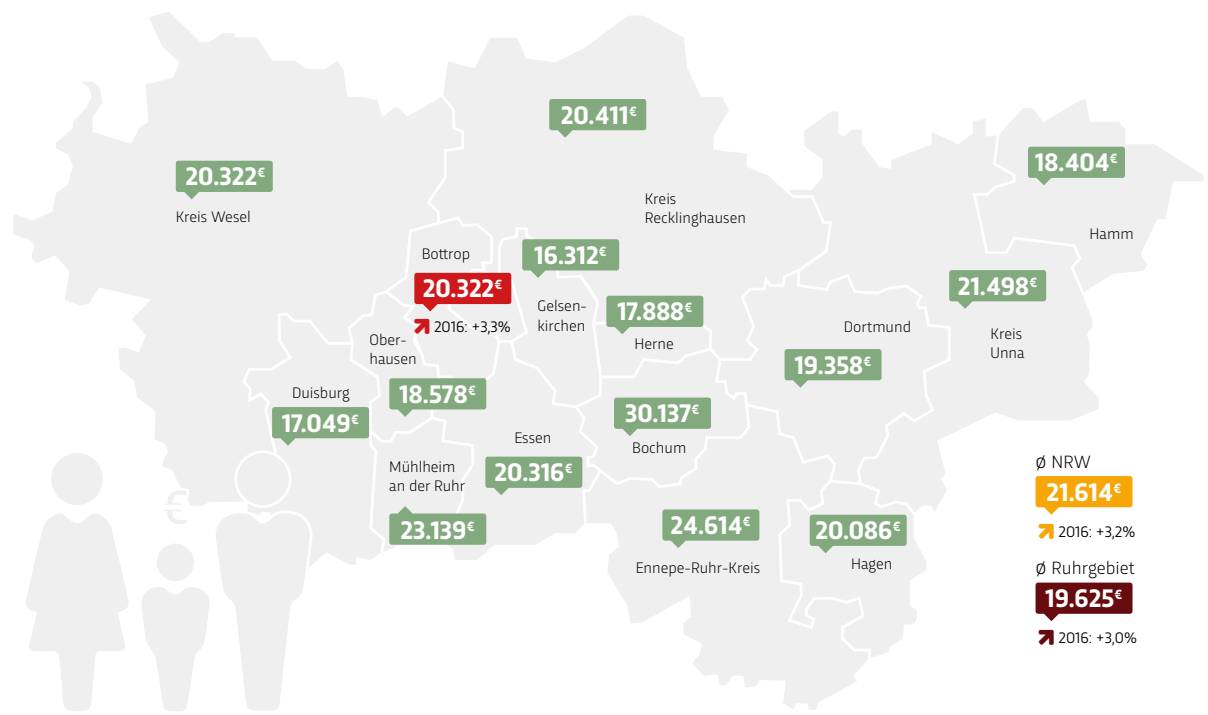 20.411€
18.404€
20.322€
Kreis Wesel
Kreis
Recklinghausen
Hamm
Bottrop
20.322€
2016: +3,3%
16.312€
Gelsen-
kirchen
17.888€
Herne
21.498€
Kreis
Unna
Dortmund
19.358€
Ober-
hausen
18.578€
Duisburg
17.049€
30.137€
Bochum
Essen
20.316€
Mühlheim
an der Ruhr
23.139€
24.614€
Ennepe-Ruhr-Kreis
20.086€
Hagen
€
Ø NRW
21.614€
2016: +3,2%
Ø Ruhrgebiet
19.625€
2016: +3,0%